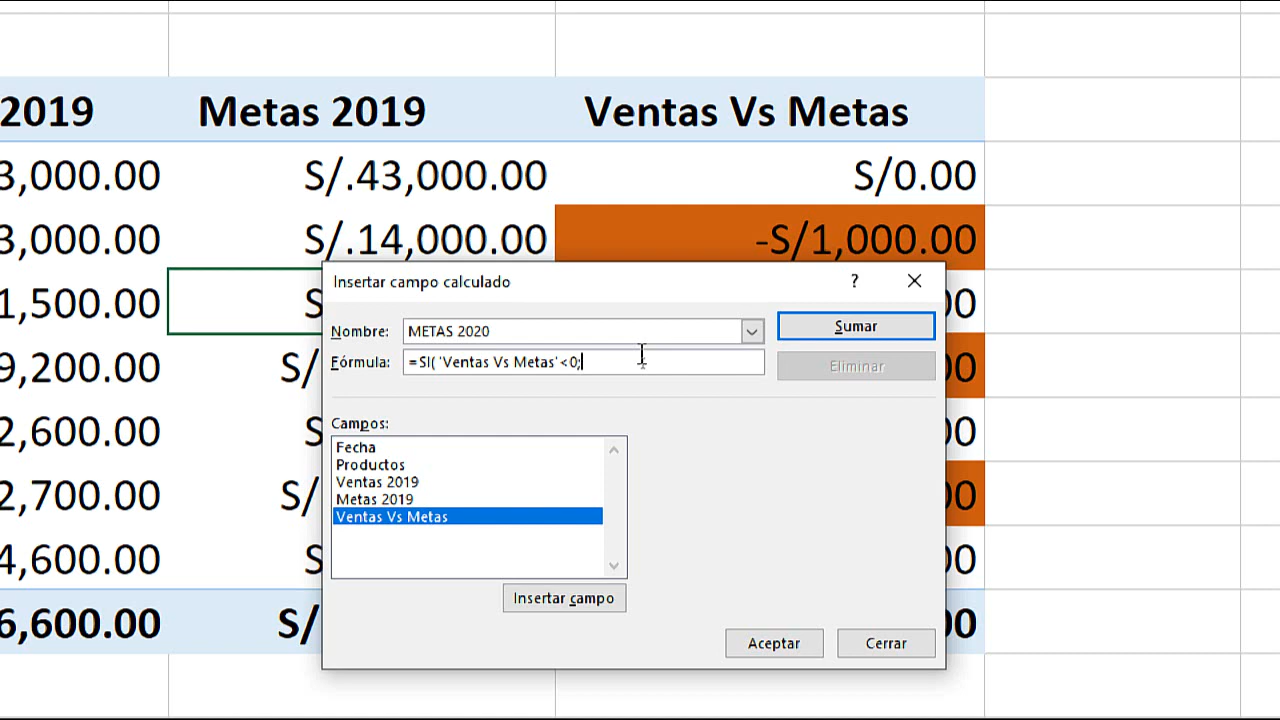 2019 Metas 2019 Ventas Vs Metas
3,000.00 S/.43,000.00 S/0.00
3,000.00 S/.14,000.00 -S/1,000.00
Insertar campo calculado ?
1,500.00 S 00
Nombre: METAS 2020 Sumar
Fórmula: =SI( 'Ventas Vs Metas'<0; Eliminar
9,200.00 S/ 00
Campos:
2,600.00 S 00
Fecha
Productos
Ventas 2019
2,700.00 S/ Metas 2019 00
Ventas Vs Metas
4,600.00 S 00
Insertar campo
6,600.00 S/ 00
Aceptar Cerrar